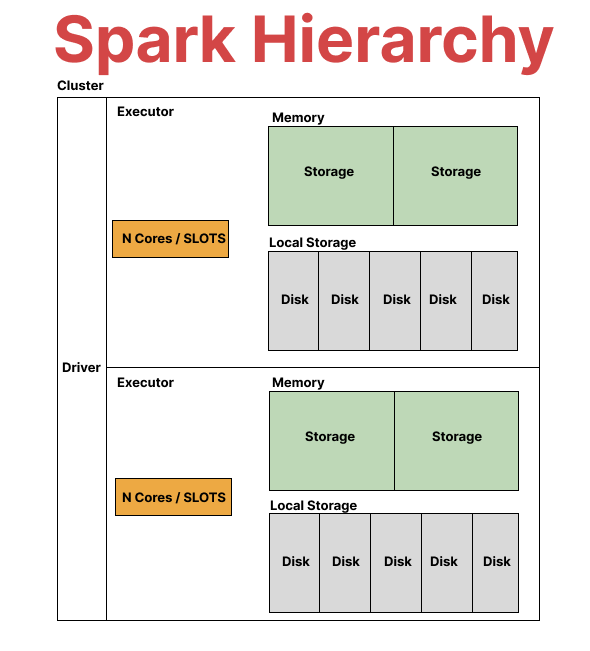 Spark Hierarchy
Cluster
Executor
Memory
Storage
Storage
N Cores / SLOTS
Local Storage
Disk
Disk
Disk
Disk
Disk
Driver
Executor
Memory
Storage
Storage
N Cores / SLOTS
Local Storage
Disk
Disk
Disk
Disk
Disk